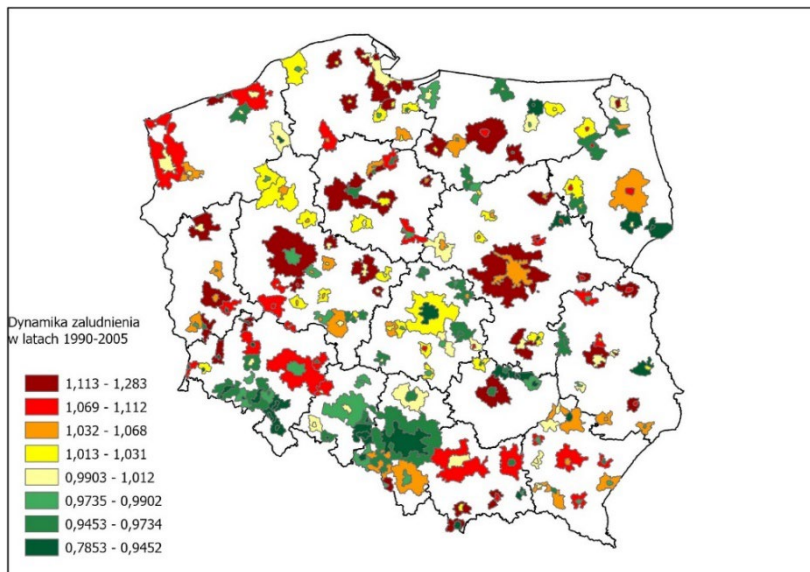 Dynamika zaludnienia
w latach 1990-2005
1,113 - 1,283
1,069 - 1,112
1,032 - 1,068
1,013 - 1,031
0,9903 - 1,012
0,9735 - 0,9902
0,9453 - 0,9734
0,7853 - 0,9452